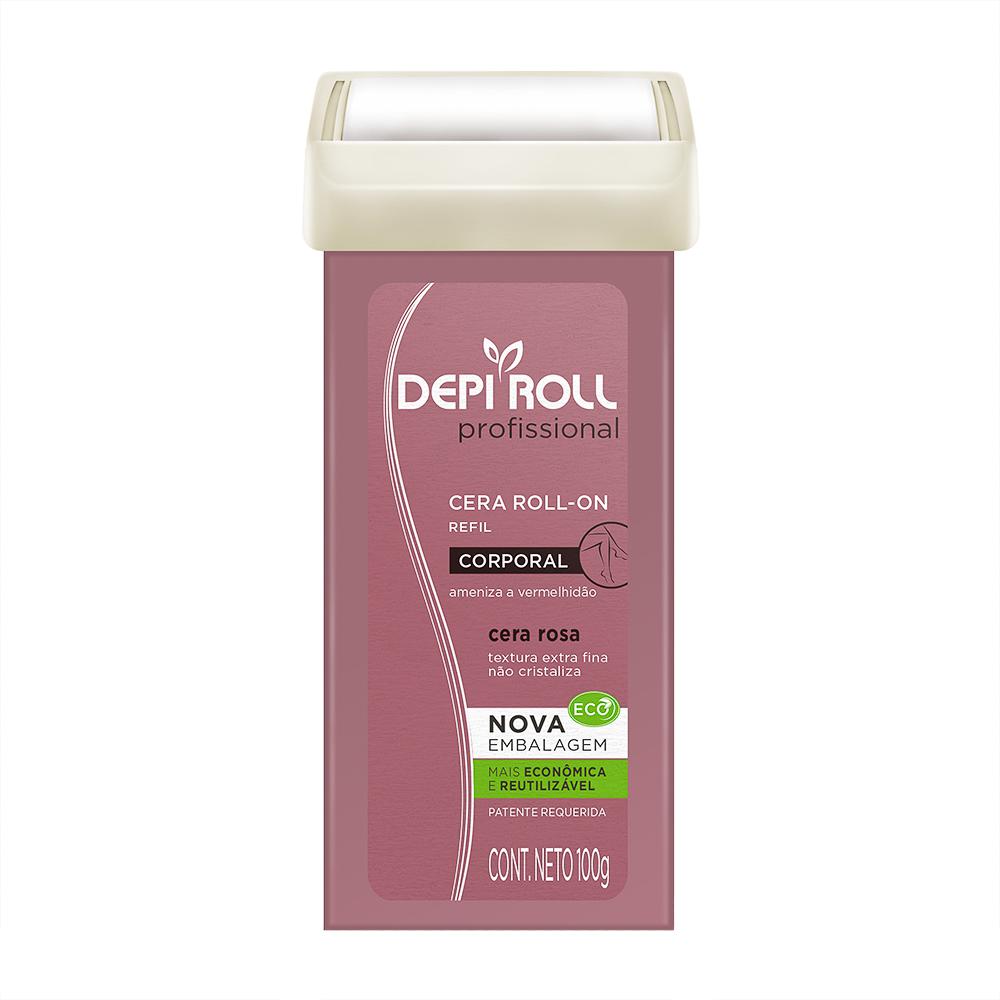 DEPI ROLL
profissional
CERA ROLL-ON
REFIL
CORPORAL
ameniza a vermelhidão
cera rosa
textura extra fina
não cristaliza
ECO
NOVA
EMBALAGEM
MAIS ECONÔMICA
E REUTILIZÁVEL
PATENTE REQUERIDA
CONT. NETO 100g